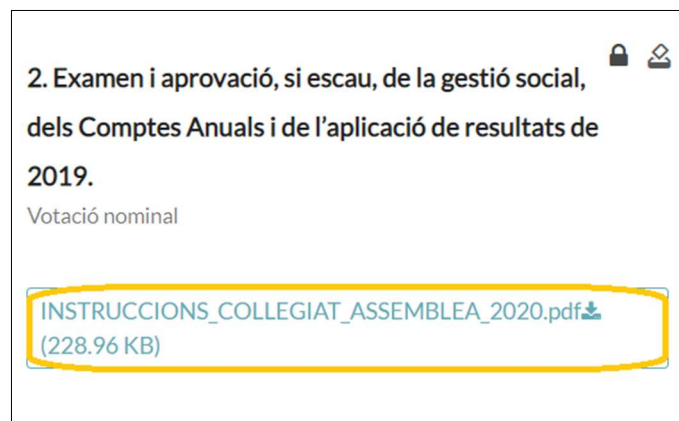 2. Examen i aprovació, si escau, de la gestió social,
dels Comptes Anuals i de l’aplicació de resultats de
2019.
Votació nominal
INSTRUCCIONS_COLLEGIAT_ASSEMBLEA_2020.pdf
(228.96 KB)